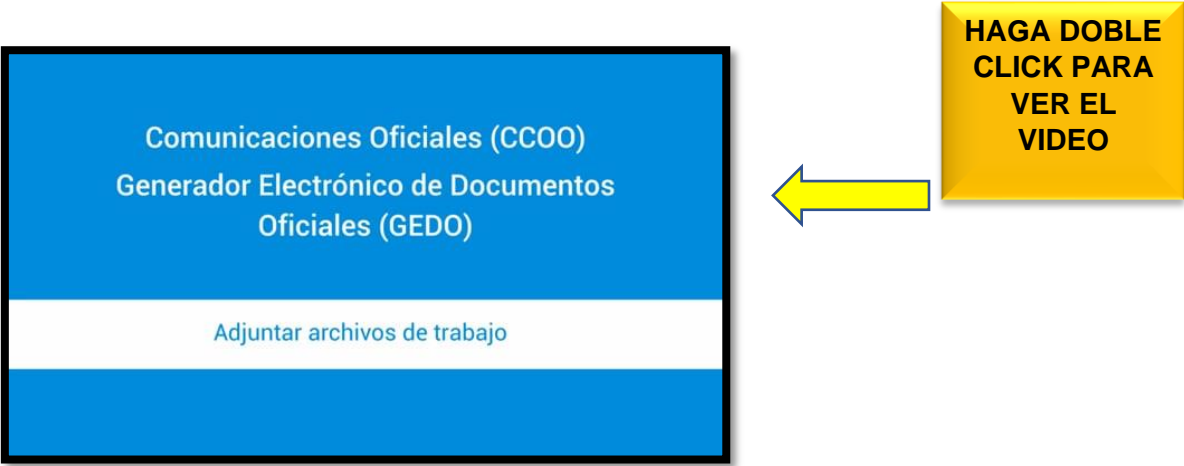 Comunicaciones Oficiales (CCOO)
Generador Electrónico de Documentos
Oficiales (GEDO)
Adjuntar archivos de trabajo
HAGA DOBLE
CLICK PARA
VER EL
VIDEO